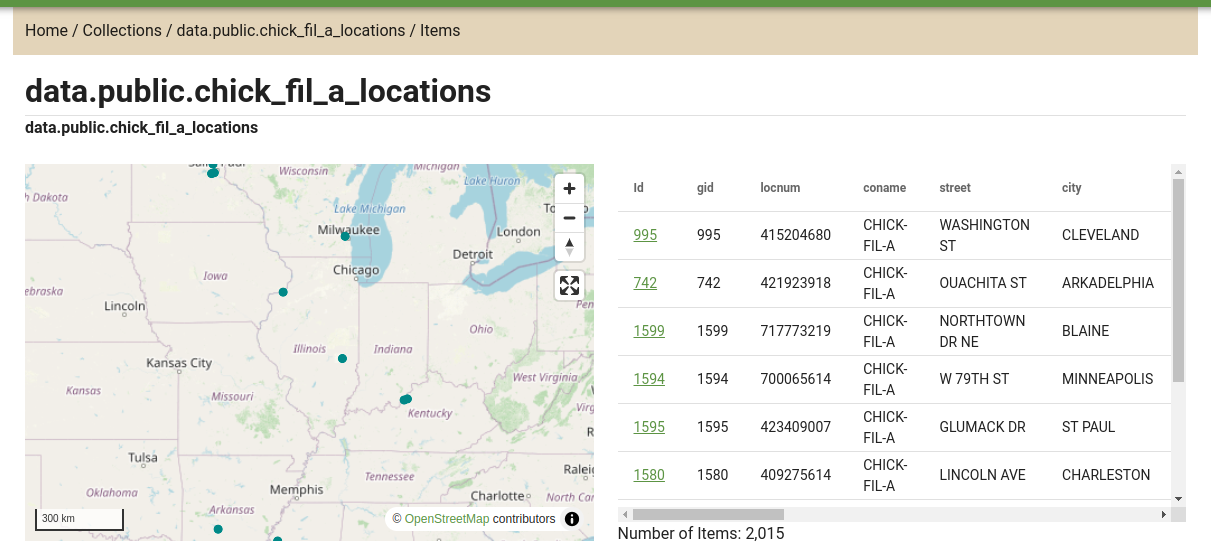 Home / Collections / data.public.chick_fil_a_locations / Items
data.public.chick_fil_a_locations
data.public.chick_fil_a_locations
Saint Paul
Wisconsin
Michigan
Lake Huron
Dakota
Lake Michigan
Milwaukee
London
Detroit
Chicago
Iowa
Lincoln
Ohio
Illinois
Indiana
Kansas City
West Virginia
Kansas
Missouri
Kentucky
Tulsa
Tennessee
Oklahoma
Memphis
Charlotte
North Car
Arkansas
300 km
© OpenStreetMap contributors
Id gid locnum coname street city
995 995 415204680 CHICK-FIL-A WASHINGTON ST CLEVELAND
742 742 421923918 CHICK-FIL-A OUACHITA ST ARKADELPHIA
1599 1599 717773219 CHICK-FIL-A NORTHTOWN DR NE BLAINE
1594 1594 700065614 CHICK-FIL-A W 79TH ST MINNEAPOLIS
1595 1595 423409007 CHICK-FIL-A GLUMACK DR ST PAUL
1580 1580 409275614 CHICK-FIL-A LINCOLN AVE CHARLESTON
Number of Items: 2,015